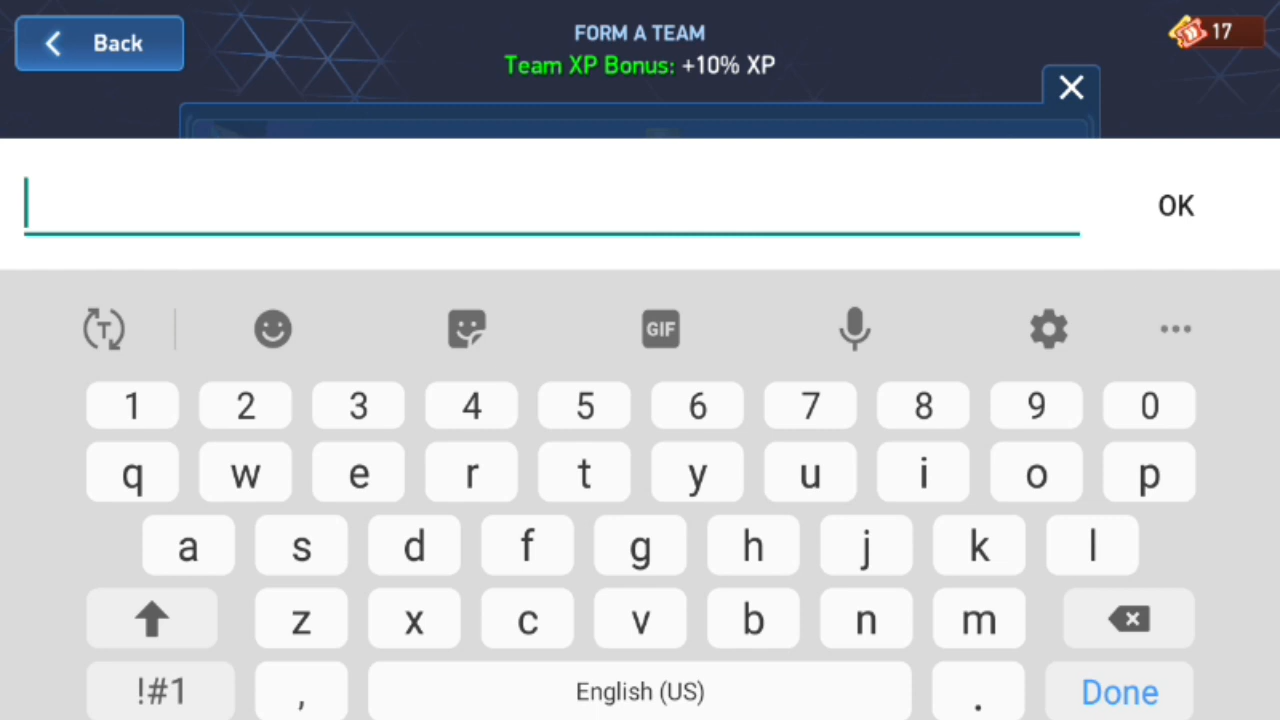 Back
FORM A TEAM
Team XP Bonus: +10% XP
17
OK
T
GIF
1 2 3 4 5 6 7 8 9 0
q w e r t y u i o p
a s d f g h j k l
z x c v b n m
!#1 , English (US) . Done